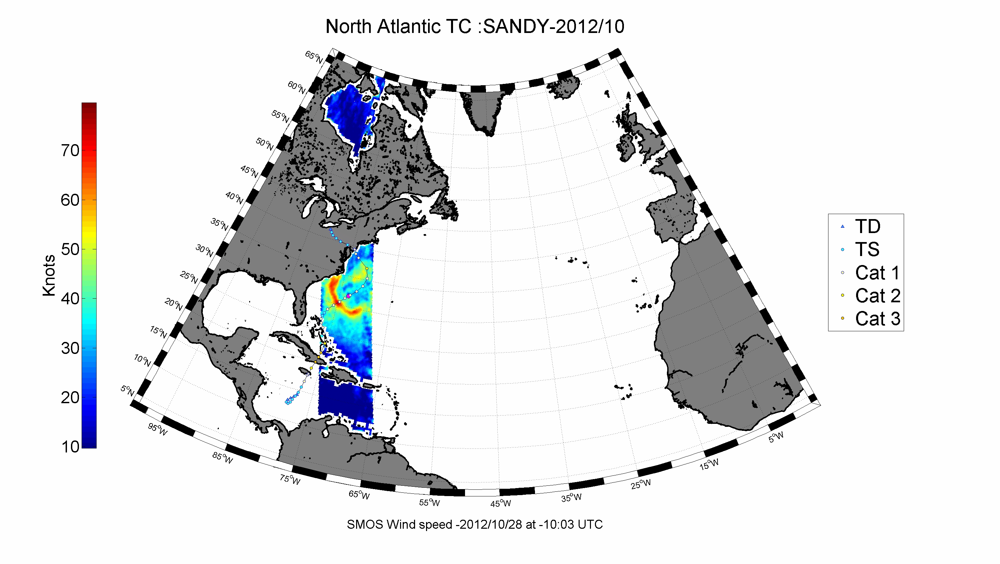 North Atlantic TC :SANDY-2012/10
65°N
60°N
55°N
50°N
45°N
40°N
35°N
30°N
25°N
20°N
15°N
10°N
5°N
95°W
85°W
75°W
65°W
55°W
45°W
35°W
25°W
15°W
5°W
Knots
70
60
50
40
30
20
10
TD
TS
Cat 1
Cat 2
Cat 3
SMOS Wind speed -2012/10/28 at -10:03 UTC